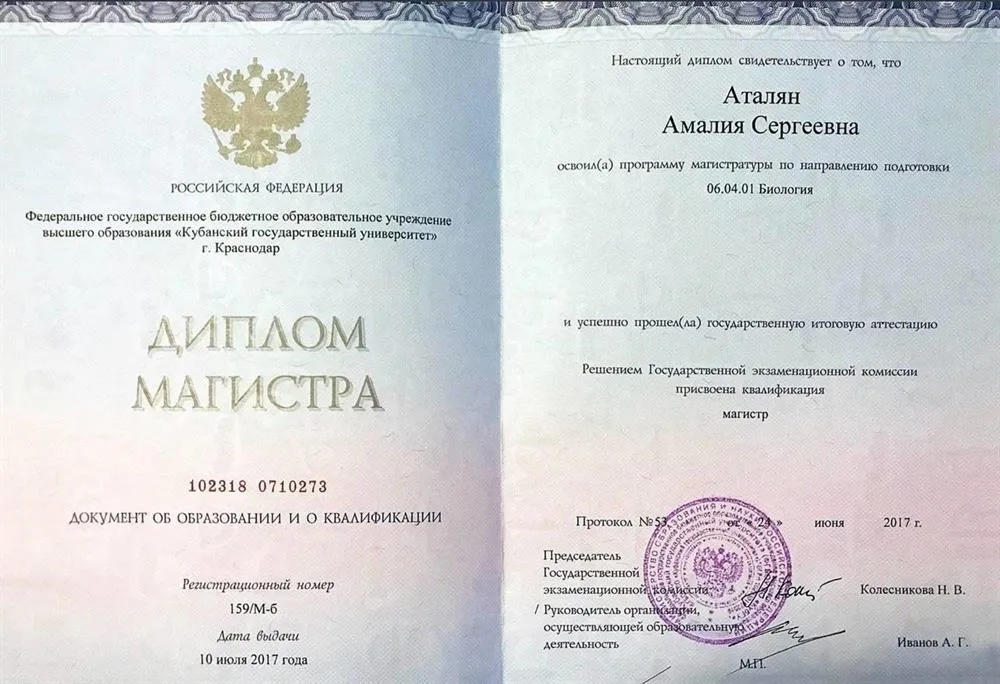 РОССИЙСКАЯ ФЕДЕРАЦИЯ
Федеральное государственное бюджетное образовательное учреждение
высшего образования «Кубанский государственный университет»
г. Краснодар
ДИПЛОМ
МАГИСТРА
102318 0710273
ДОКУМЕНТ ОБ ОБРАЗОВАНИИ И О КВАЛИФИКАЦИИ
Регистрационный номер
159/М-б
Дата выдачи
10 июля 2017 года
Настоящий диплом свидетельствует о том, что
Аталян
Амалия Сергеевна
освоил(а) программу магистратуры по направлению подготовки
06.04.01 Биология
и успешно прошел(ла) государственную итоговую аттестацию
Решением Государственной экзаменационной комиссии
присвоена квалификация
магистр
Протокол №53 от « 24 » июня 2017 г.
Председатель
Государственной
экзаменационной комиссии Колесникова Н. В.
/ Руководитель организации,
осуществляющей образовательную
деятельность Иванов А. Г.
М.П.